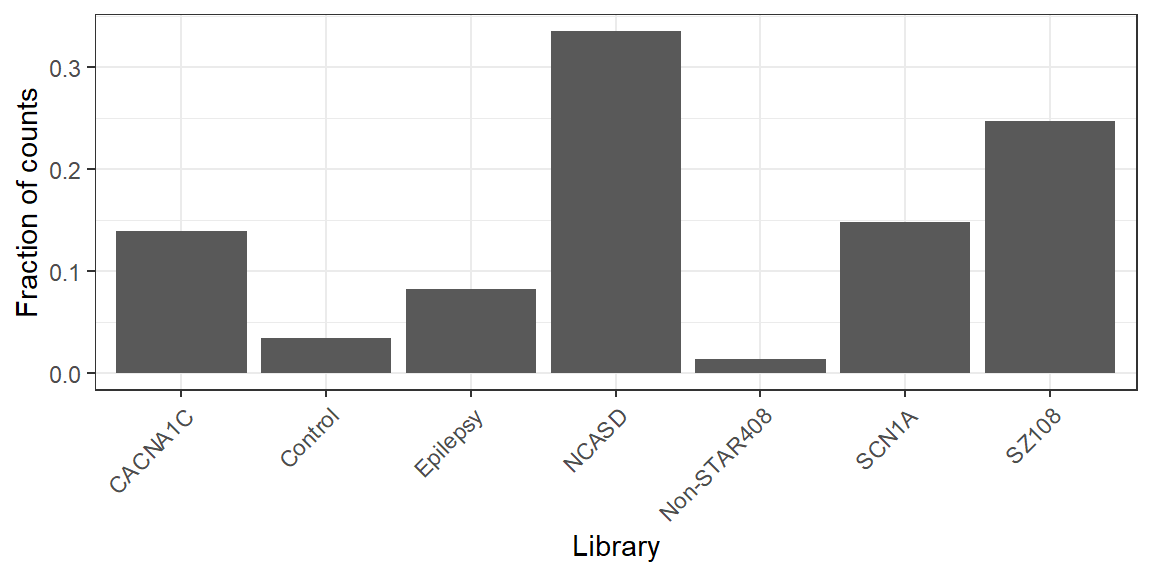 Fraction of counts
0.3
0.2
0.1
0.0
CACNA1C
Control
Epilepsy
NCASD
Non-STAR408
SCN1A
SZ108
Library